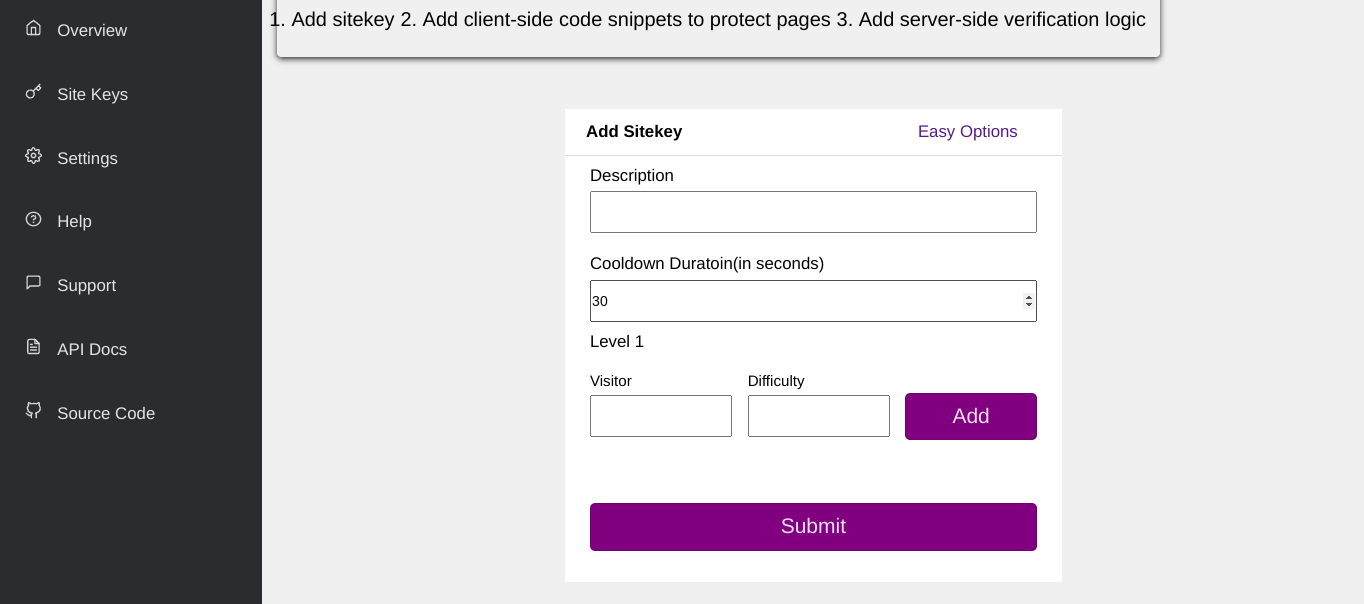 Overview
Site Keys
Settings
Help
Support
API Docs
Source Code
1. Add sitekey 2. Add client-side code snippets to protect pages 3. Add server-side verification logic
Add Sitekey
Easy Options
Description
Cooldown Duratoin(in seconds)
30
Level 1
Visitor
Difficulty
Add
Submit